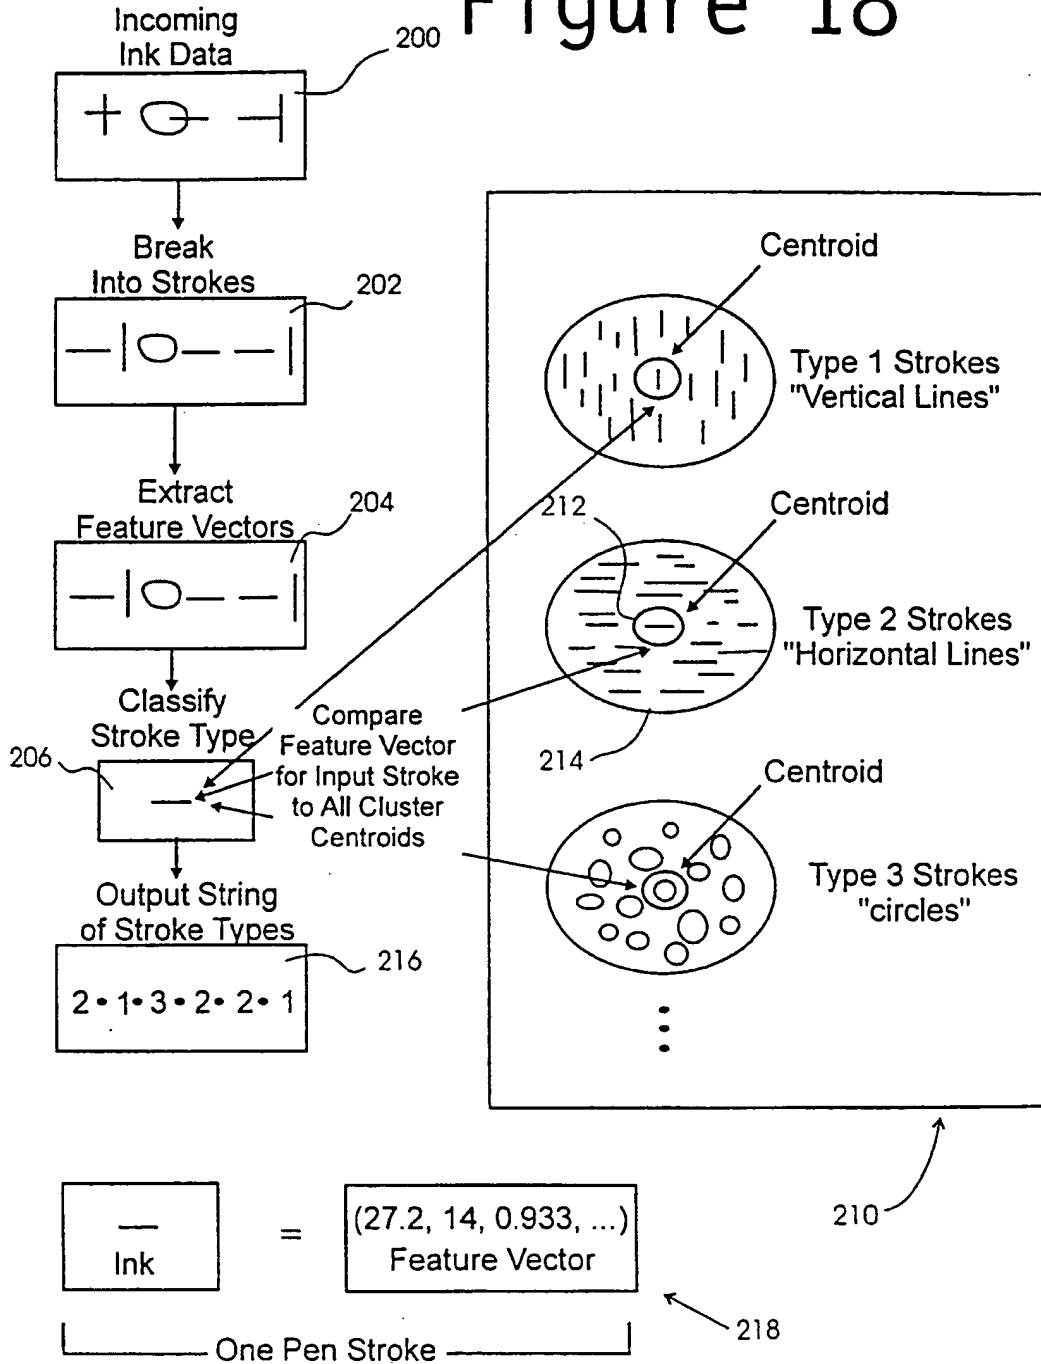 Figure 18
Incoming
Ink Data
200
Break
Into Strokes
202
Extract
Feature Vectors
204
Classify
Stroke Type
206
Compare
Feature Vector
for Input Stroke
to All Cluster
Centroids
Output String
of Stroke Types
216
2 • 1 • 3 • 2 • 2 • 1
Centroid
Type 1 Strokes
"Vertical Lines"
212
Centroid
Type 2 Strokes
"Horizontal Lines"
214
Centroid
Type 3 Strokes
"circles"
210
Ink
=
(27.2, 14, 0.933, ...)
Feature Vector
218
One Pen Stroke